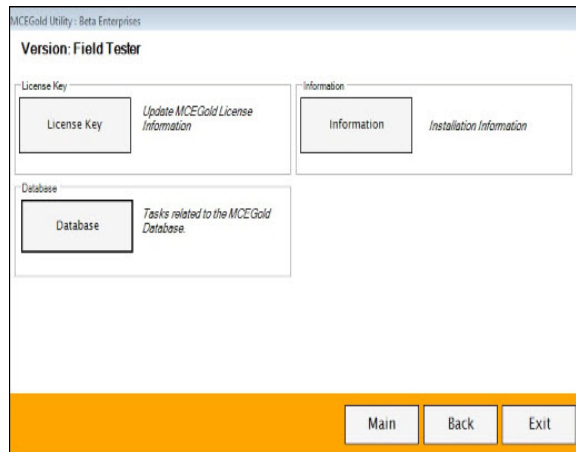 MCEGold Utility : Beta Enterprises
Version: Field Tester
License Key
License Key
Update MCEGold License
Information
Information
Information
Installation Information
Database
Database
Tasks related to the MCEGold
Database.
Main
Back
Exit